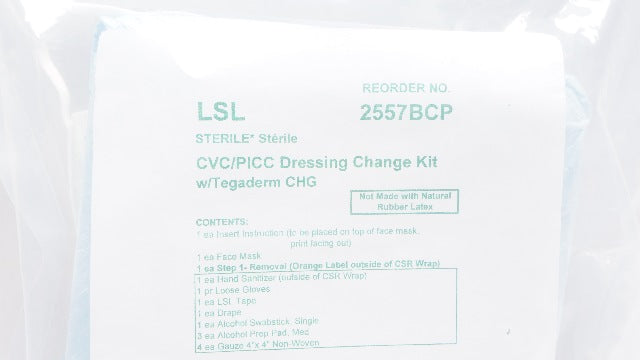 REORDER NO.
LSL 2557BCP
STERILE* Stérile
CVC/PICC Dressing Change Kit
w/Tegaderm CHG
Not Made with Natural
Rubber Latex
CONTENTS:
1 ea Insert Instruction (to be placed on top of face mask,
print facing out)
1 ea Face Mask
1 ea Step 1- Removal (Orange Label outside of CSR Wrap)
1 ea Hand Sanitizer (outside of CSR Wrap)
1 pr Loose Gloves
1 ea LSL Tape
1 ea Drape
1 ea Alcohol Swabstick, Single
3 ea Alcohol Prep Pad, Med
4 ea Gauze 4"x 4" Non-Woven